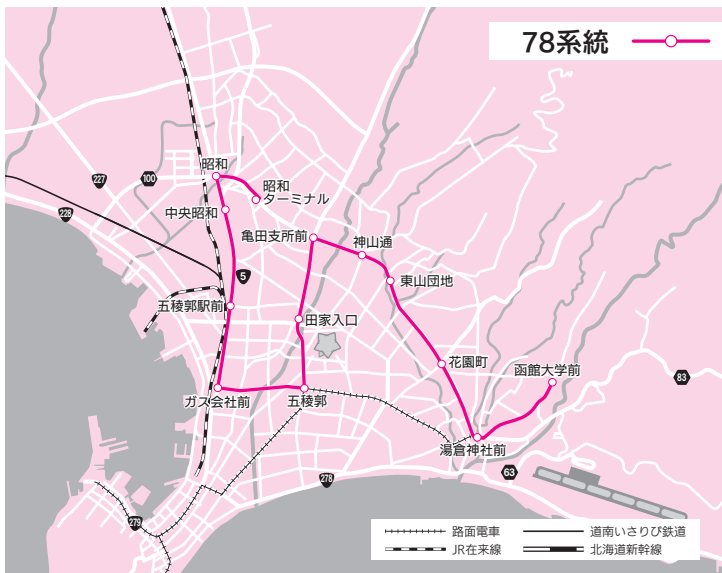 78系統
昭和
100
昭和
ターミナル
227
中央昭和
228
亀田支所前
神山通
5
東山団地
五稜郭駅前
田家入口
花園町
函館大学前
83
ガス会社前
五稜郭
湯倉神社前
63
278
279
路面電車
道南いさりび鉄道
JR在来線
北海道新幹線